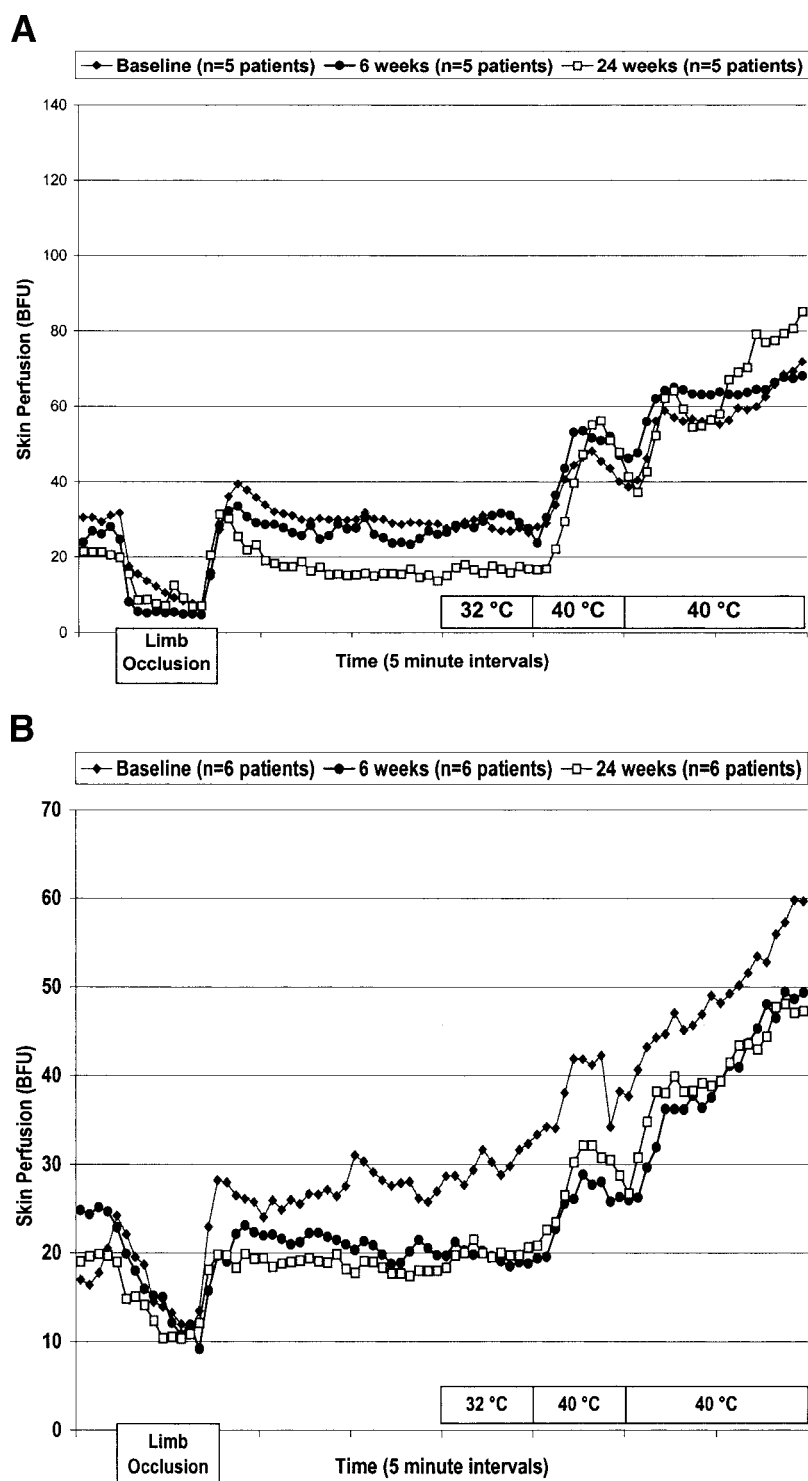 A
Baseline (n=5 patients) 6 weeks (n=5 patients) 24 weeks (n=5 patients)
140
120
100
80
60
40
20
0
Skin Perfusion (BFU)
32 °C 40 °C 40 °C
Limb
Occlusion
Time (5 minute intervals)
B
Baseline (n=6 patients) 6 weeks (n=6 patients) 24 weeks (n=6 patients)
70
60
50
40
30
20
10
0
Skin Perfusion (BFU)
32 °C 40 °C 40 °C
Limb
Occlusion
Time (5 minute intervals)